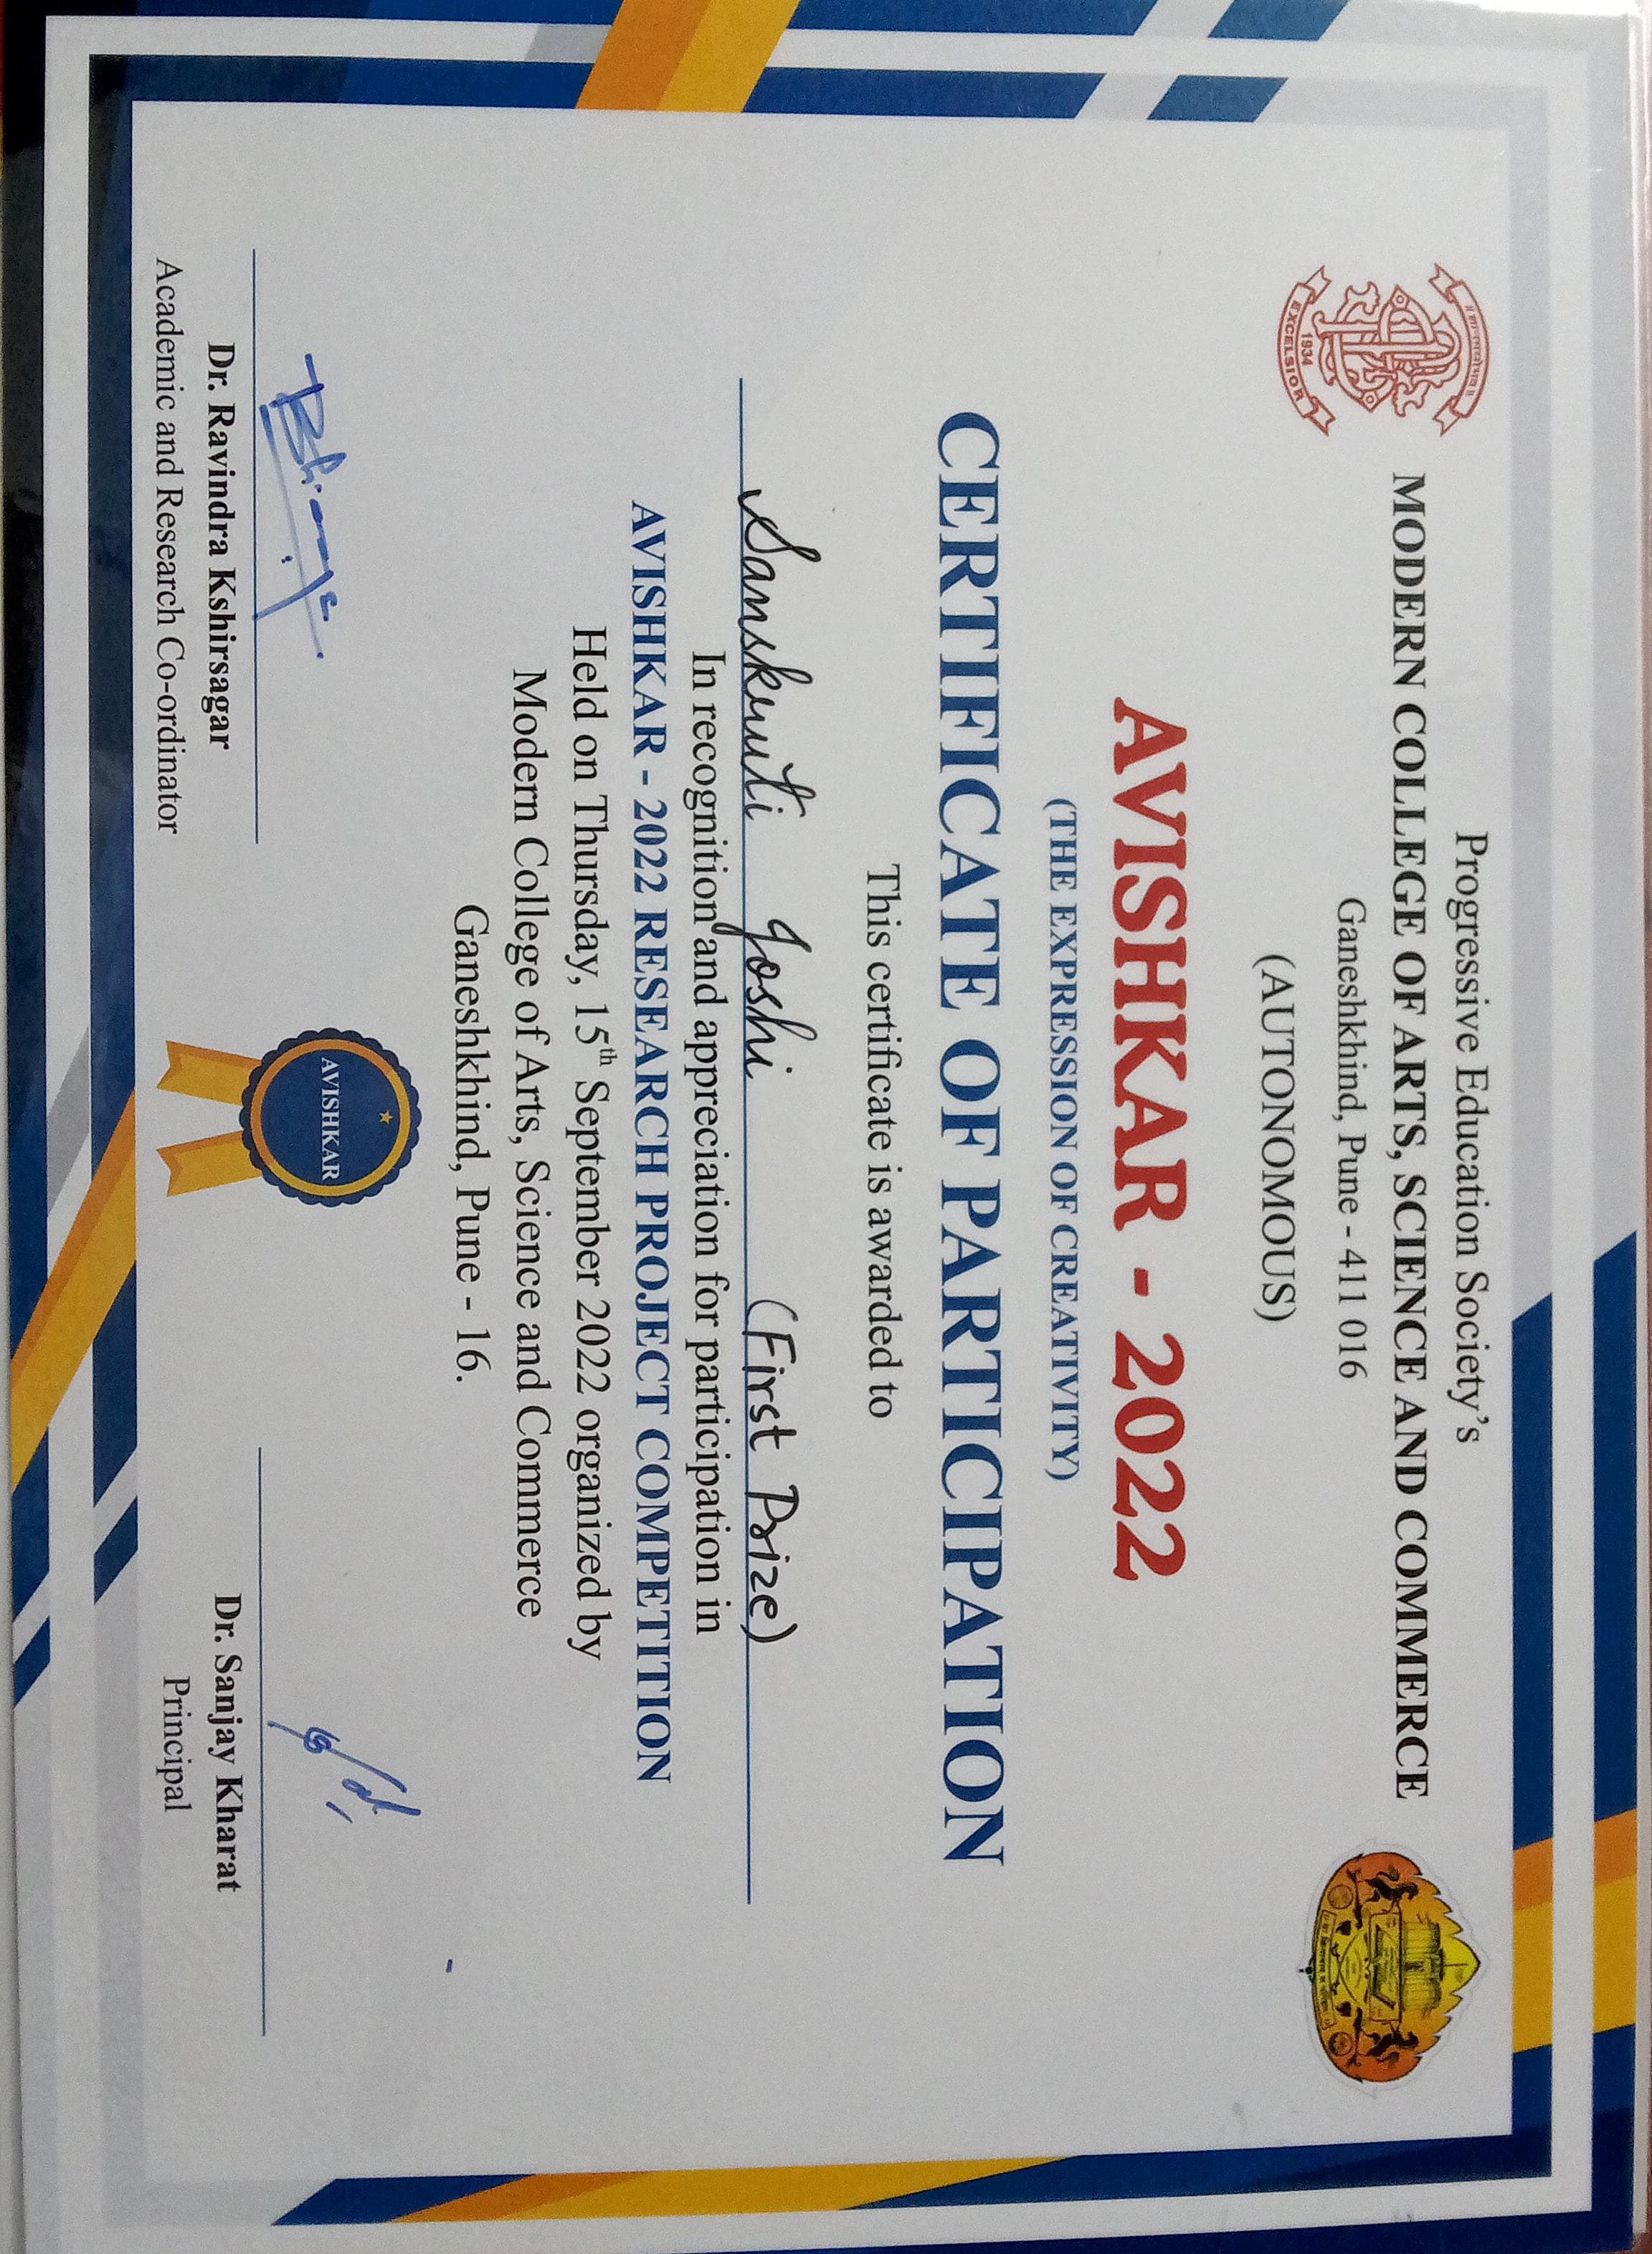 ॥ ज्ञानमयो भव ॥
1934
EXCELSIOR
Progressive Education Society's
MODERN COLLEGE OF ARTS, SCIENCE AND COMMERCE
Ganeshkhind, Pune - 411 016
(AUTONOMOUS)
AVISHKAR - 2022
(THE EXPRESSION OF CREATIVITY)
CERTIFICATE OF PARTICIPATION
This certificate is awarded to
Sanskruti Joshi (First Prize)
In recognition and appreciation for participation in
AVISHKAR - 2022 RESEARCH PROJECT COMPETITION
Held on Thursday, 15th September 2022 organized by
Modern College of Arts, Science and Commerce
Ganeshkhind, Pune - 16.
AVISHKAR
Dr. Ravindra Kshirsagar
Academic and Research Co-ordinator
Dr. Sanjay Kharat
Principal